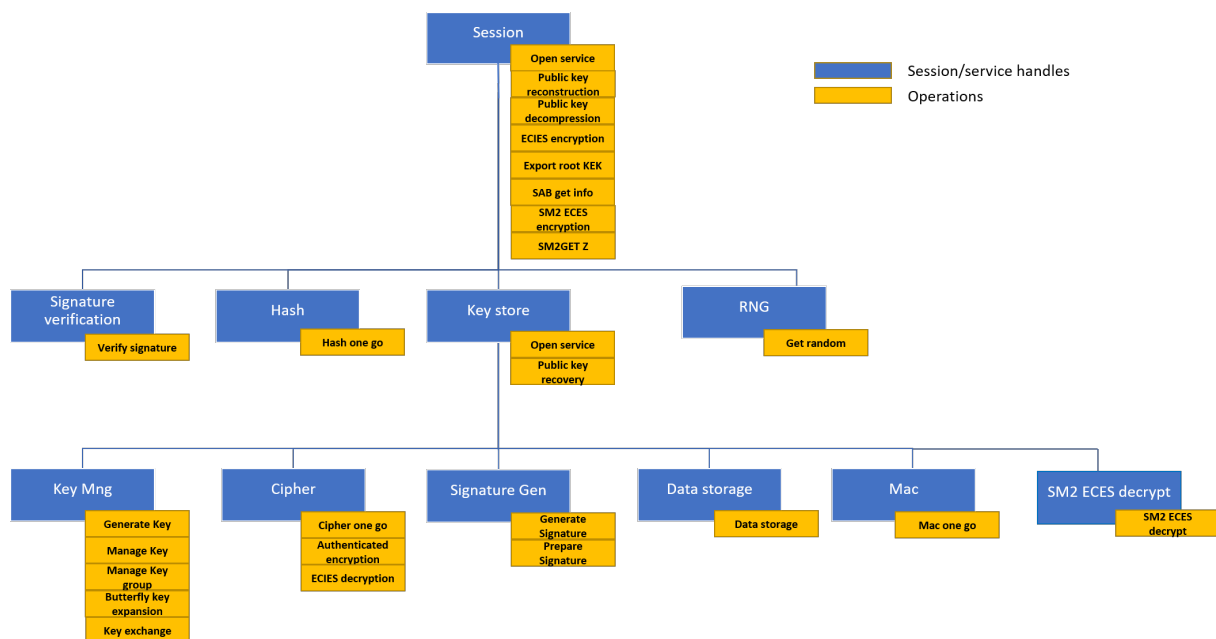 Session
Open service
Public key
reconstruction
Public key
decompression
ECIES encryption
Export root KEK
SAB get info
SM2 ECES
encryption
SM2GET Z
Session/service handles
Operations
Signature
verification
Verify signature
Hash
Hash one go
Key store
Open service
Public key
recovery
RNG
Get random
Key Mng
Generate Key
Manage Key
Manage Key
group
Butterfly key
expansion
Key exchange
Cipher
Cipher one go
Authenticated
encryption
ECIES decryption
Signature Gen
Generate
Signature
Prepare
Signature
Data storage
Data storage
Mac
Mac one go
SM2 ECES decrypt
SM2 ECES
decrypt